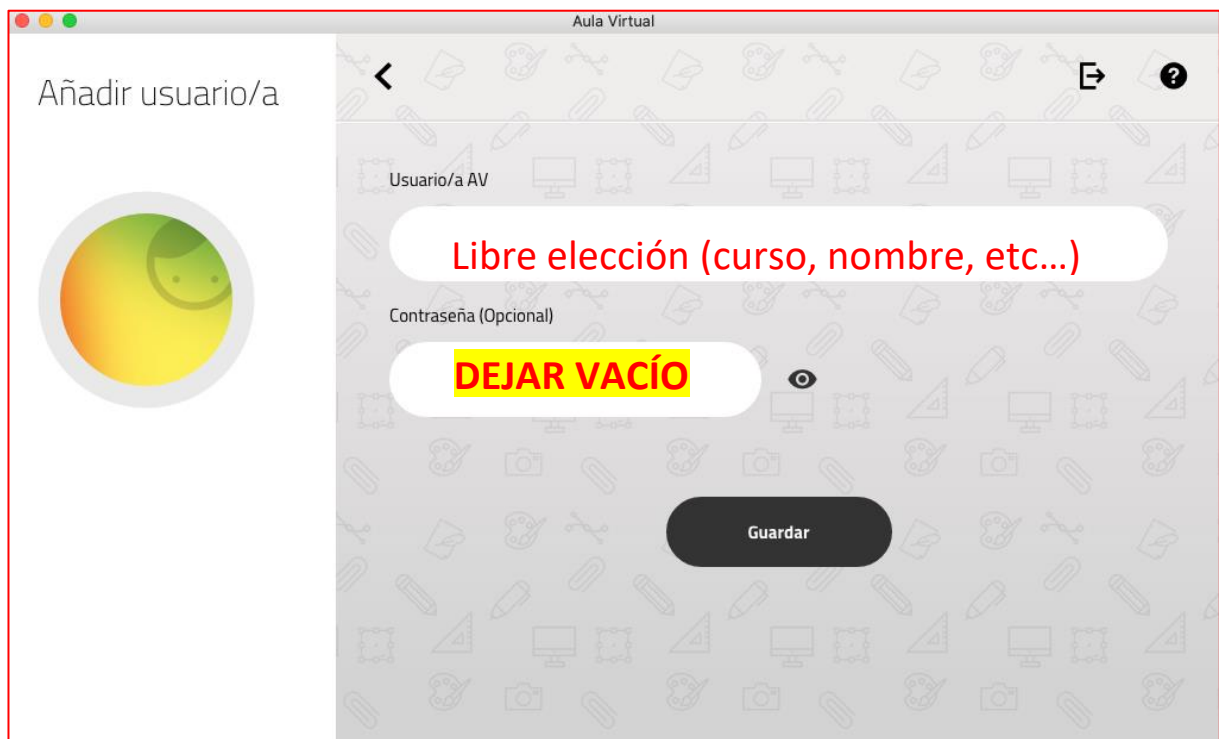 Aula Virtual
Añadir usuario/a
Usuario/a AV
Libre elección (curso, nombre, etc...)
Contraseña (Opcional)
DEJAR VACÍO
Guardar